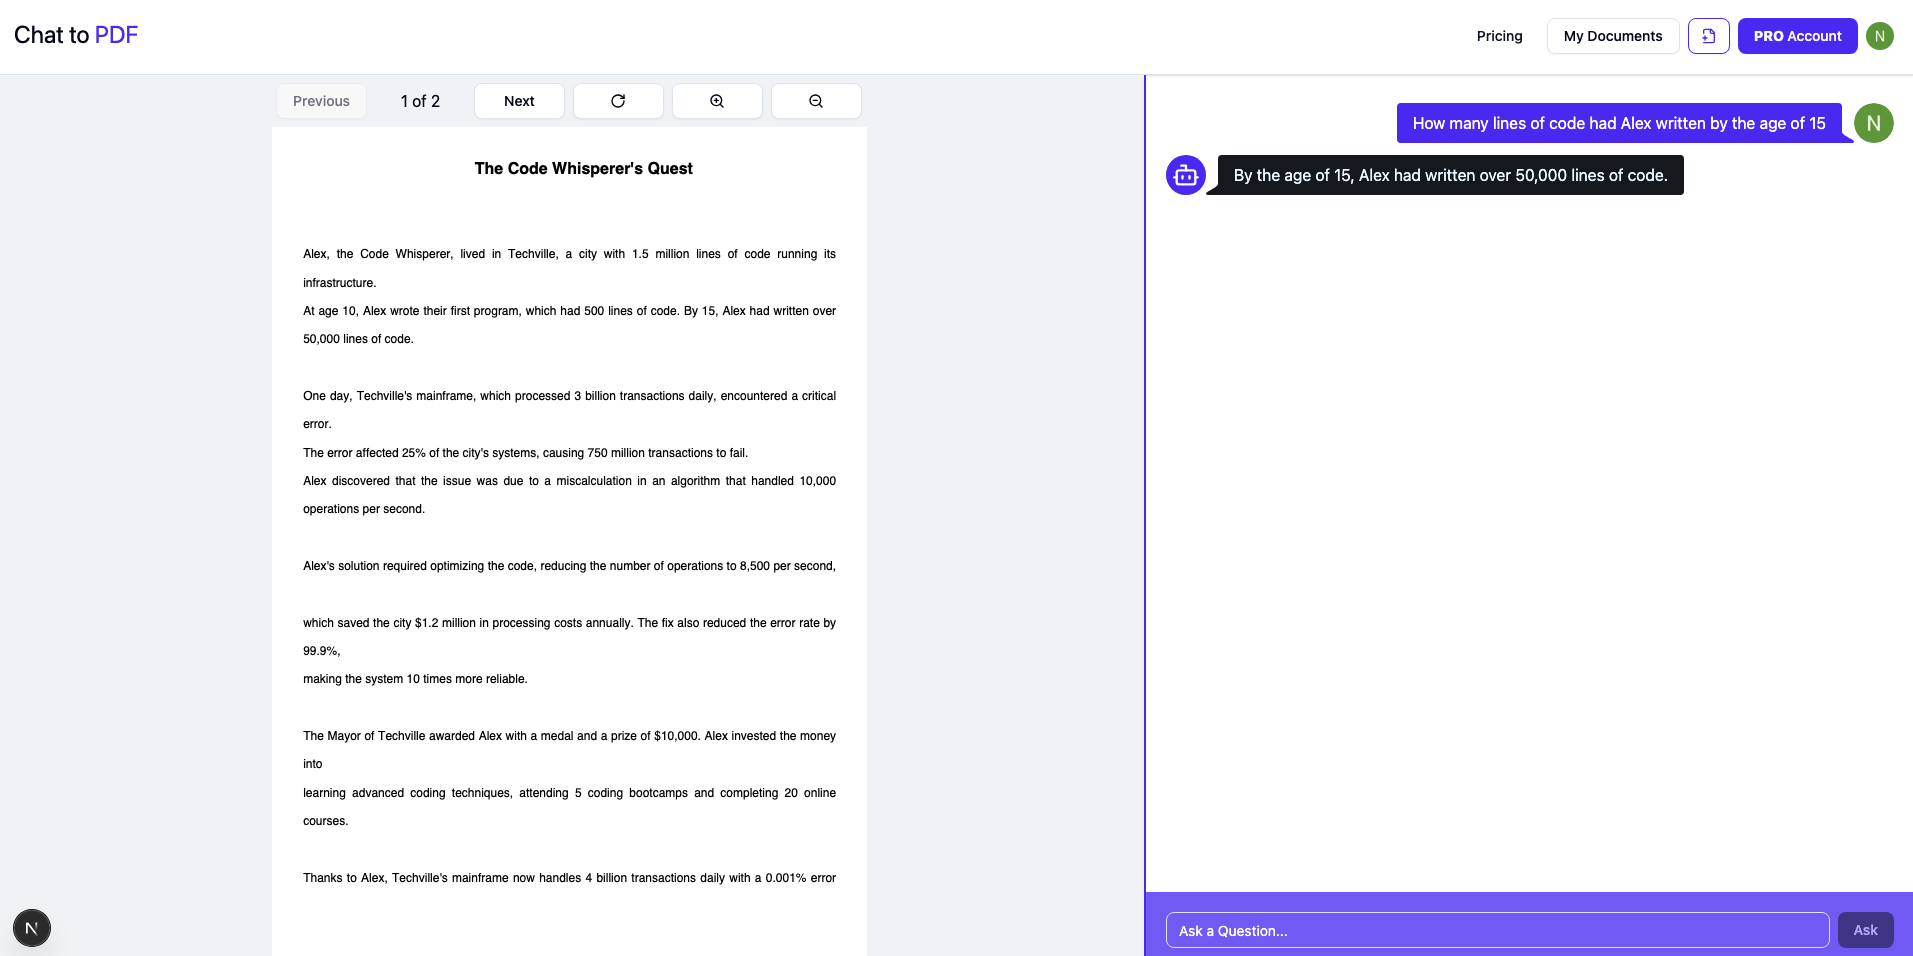 Chat to PDF
Pricing
My Documents
PRO Account
N
Previous
1 of 2
Next
The Code Whisperer's Quest
Alex, the Code Whisperer, lived in Techville, a city with 1.5 million lines of code running its
infrastructure.
At age 10, Alex wrote their first program, which had 500 lines of code. By 15, Alex had written over
50,000 lines of code.
One day, Techville's mainframe, which processed 3 billion transactions daily, encountered a critical
error.
The error affected 25% of the city's systems, causing 750 million transactions to fail.
Alex discovered that the issue was due to a miscalculation in an algorithm that handled 10,000
operations per second.
Alex's solution required optimizing the code, reducing the number of operations to 8,500 per second,
which saved the city $1.2 million in processing costs annually. The fix also reduced the error rate by
99.9%,
making the system 10 times more reliable.
The Mayor of Techville awarded Alex with a medal and a prize of $10,000. Alex invested the money
into
learning advanced coding techniques, attending 5 coding bootcamps and completing 20 online
courses.
Thanks to Alex, Techville's mainframe now handles 4 billion transactions daily with a 0.001% error
N
How many lines of code had Alex written by the age of 15
N
By the age of 15, Alex had written over 50,000 lines of code.
Ask a Question...
Ask